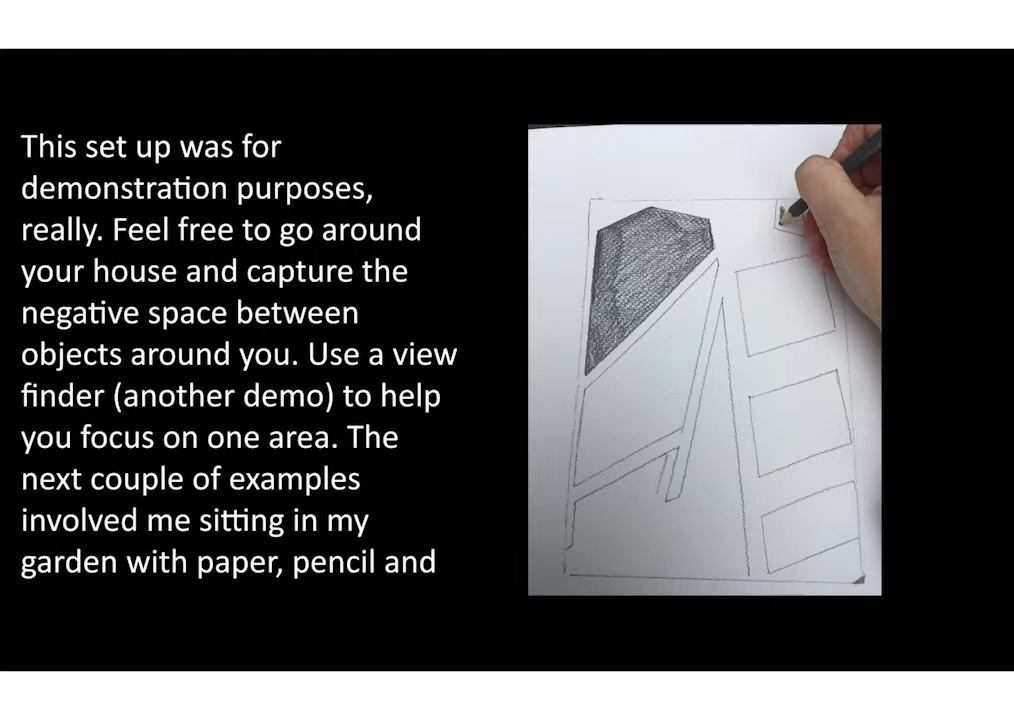 This set up was for
demonstration purposes,
really. Feel free to go around
your house and capture the
negative space between
objects around you. Use a view
finder (another demo) to help
you focus on one area. The
next couple of examples
involved me sitting in my
garden with paper, pencil and